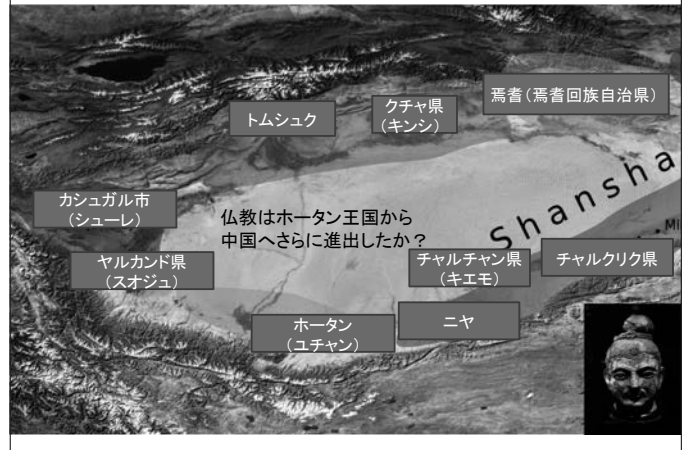 焉耆(焉耆回族自治県)
クチャ県
(キンシ)
トムシュク
カシュガル市
(シューレ)
仏教はホータン王国から
中国へさらに進出したか？
Shansha
Mi
ヤルカンド県
(スオジュ)
チャルチャン県
(キエモ)
チャルクリク県
ホータン
(ユチャン)
ニヤ